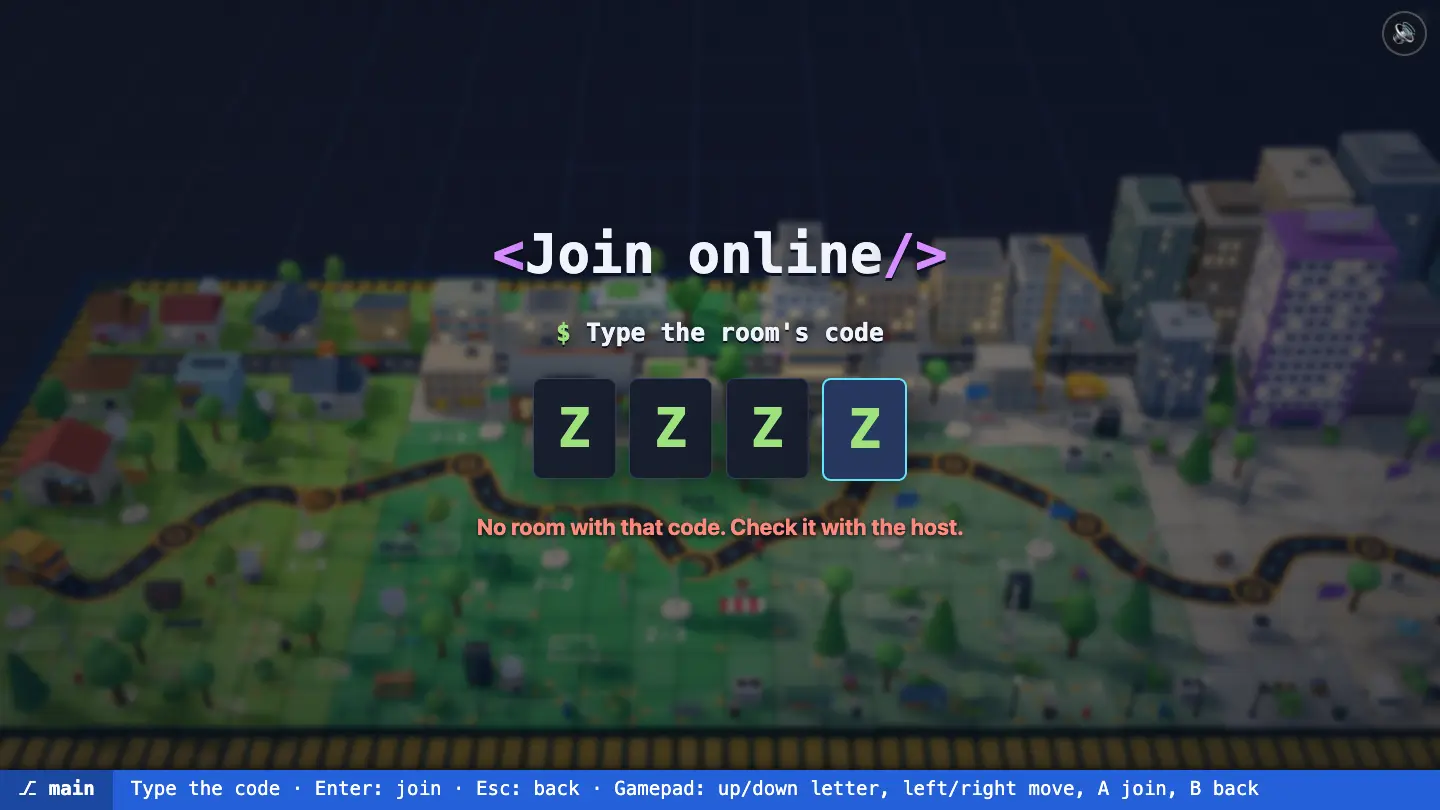 <Join online/>
$ Type the room's code
Z Z Z Z
No room with that code. Check it with the host.
⎇ main Type the code · Enter: join · Esc: back · Gamepad: up/down letter, left/right move, A join, B back